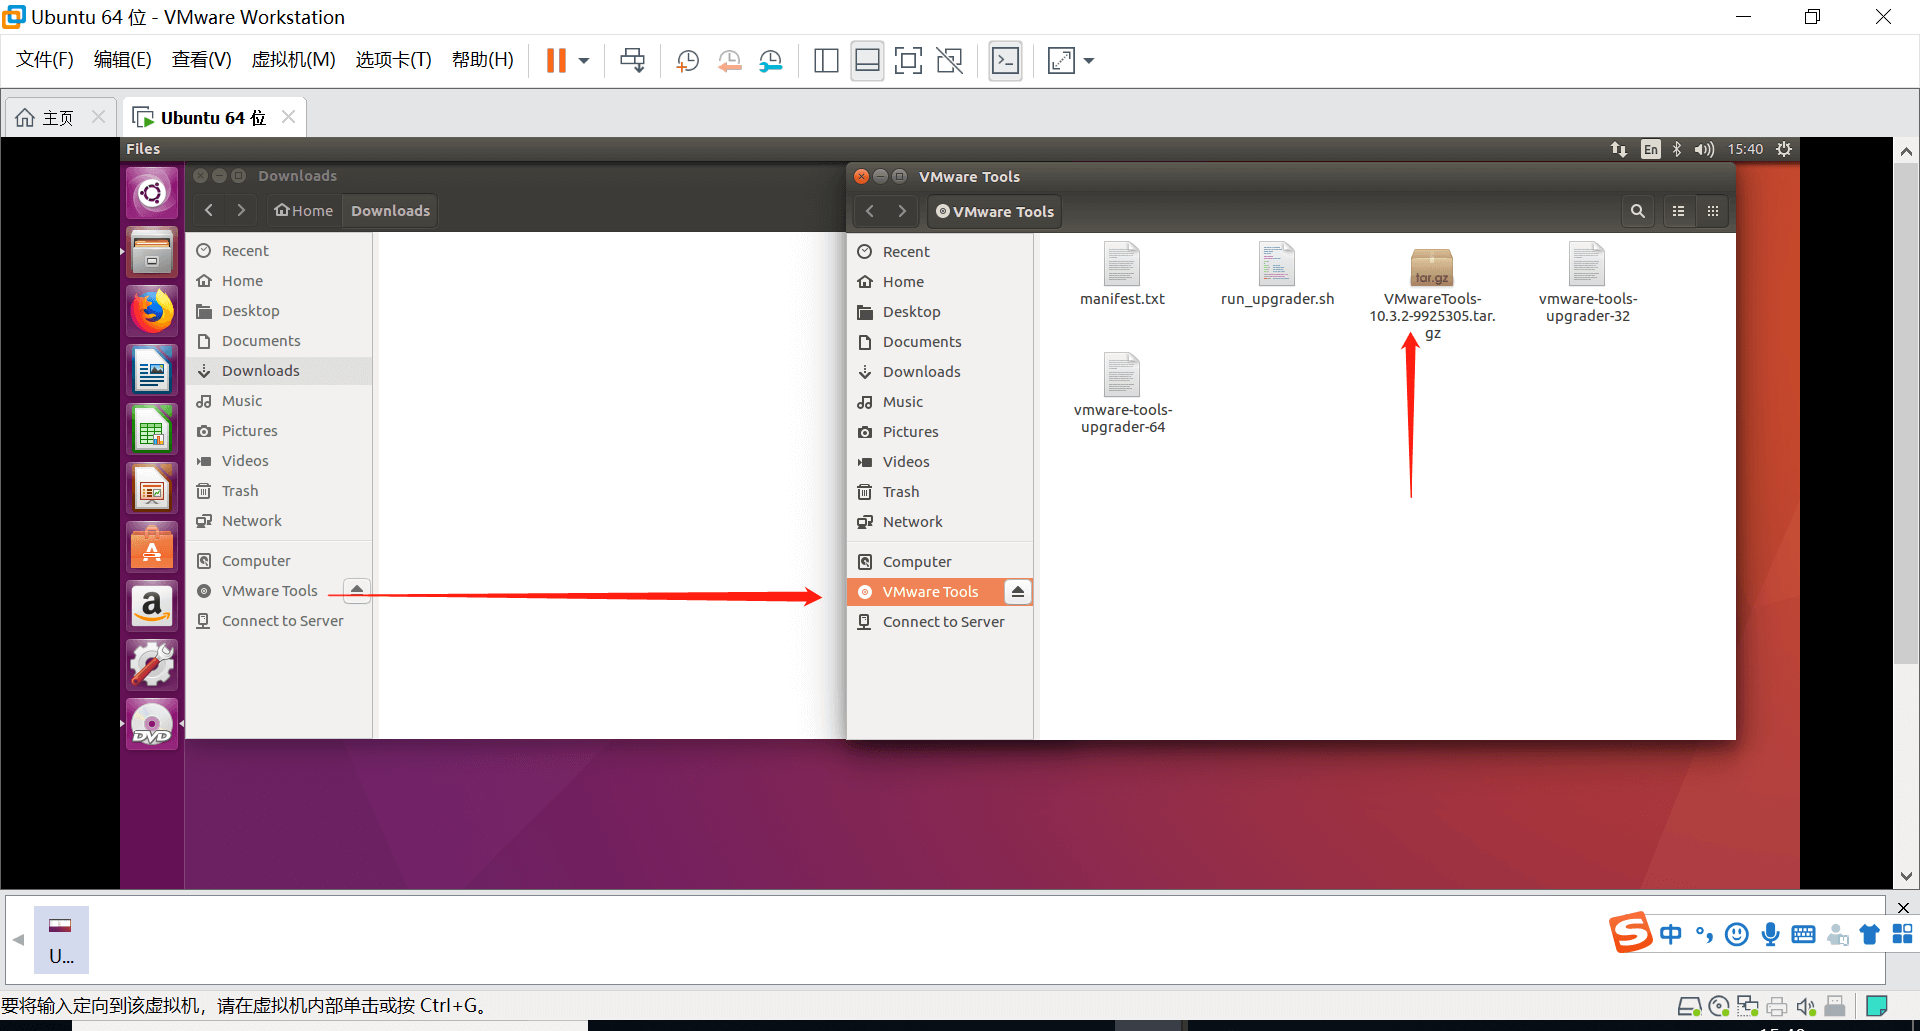 Ubuntu 64 位 - VMware Workstation
文件(F) 编辑(E) 查看(V) 虚拟机(M) 选项卡(T) 帮助(H)
主页 Ubuntu 64 位
Files En 15:40
Downloads
Home Downloads
Recent
Home
Desktop
Documents
Downloads
Music
Pictures
Videos
Trash
Network
Computer
VMware Tools
Connect to Server
VMware Tools
VMware Tools
Recent
Home
Desktop
Documents
Downloads
Music
Pictures
Videos
Trash
Network
Computer
VMware Tools
Connect to Server
manifest.txt
run_upgrader.sh
tar.gz
VMwareTools-
10.3.2-9925305.tar.
gz
vmware-tools-
upgrader-32
vmware-tools-
upgrader-64
A
a
DVD
U...
S 中
要将输入定向到该虚拟机，请在虚拟机内部单击或按 Ctrl+G。